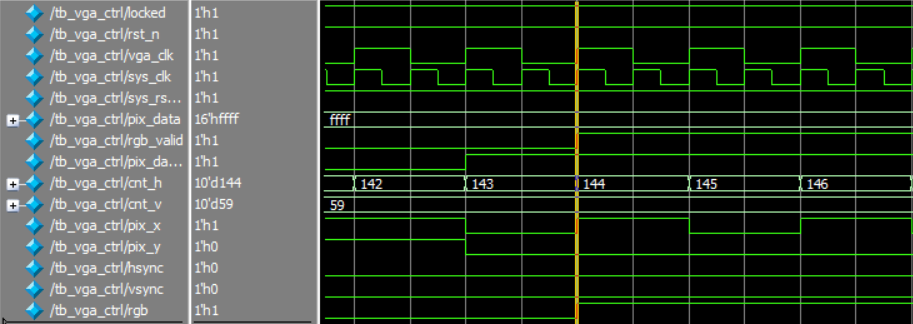 /tb_vga_ctrl/locked 1'h1
/tb_vga_ctrl/rst_n 1'h1
/tb_vga_ctrl/vga_clk 1'h1
/tb_vga_ctrl/sys_clk 1'h1
/tb_vga_ctrl/sys_rs... 1'h1
/tb_vga_ctrl/pix_data 16'hffff ffff
/tb_vga_ctrl/rgb_valid 1'h1
/tb_vga_ctrl/pix_da... 1'h1
/tb_vga_ctrl/cnt_h 10'd144 142 143 144 145 146
/tb_vga_ctrl/cnt_v 10'd59 59
/tb_vga_ctrl/pix_x 1'h1
/tb_vga_ctrl/pix_y 1'h0
/tb_vga_ctrl/hsync 1'h0
/tb_vga_ctrl/vsync 1'h0
/tb_vga_ctrl/rgb 1'h1